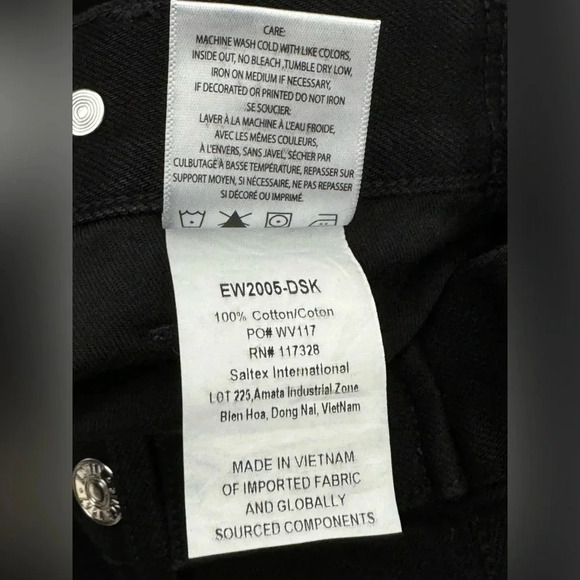 CARE:
MACHINE WASH COLD WITH LIKE COLORS,
INSIDE OUT, NO BLEACH ,TUMBLE DRY LOW,
IRON ON MEDIUM IF NECESSARY,
IF DECORATED OR PRINTED DO NOT IRON
SE SOUCIER:
LAVER À LA MACHINE À L'EAU FROIDE,
AVEC LES MÊMES COULEURS,
À L'ENVERS, SANS JAVEL, SÉCHER PAR
CULBUTAGE À BASSE TEMPÉRATURE, REPASSER SUR
SUPPORT MOYEN, SI NÉCESSAIRE, NE PAS REPASSER
SI DÉCORÉ OU IMPRIMÉ.
EW2005-DSK
100% Cotton/Coton
PO# WV117
RN# 117328
Saltex International
LOT 225,Amata Industrial Zone
Bien Hoa, Dong Nai, VietNam
MADE IN VIETNAM
OF IMPORTED FABRIC
AND GLOBALLY
SOURCED COMPONENTS